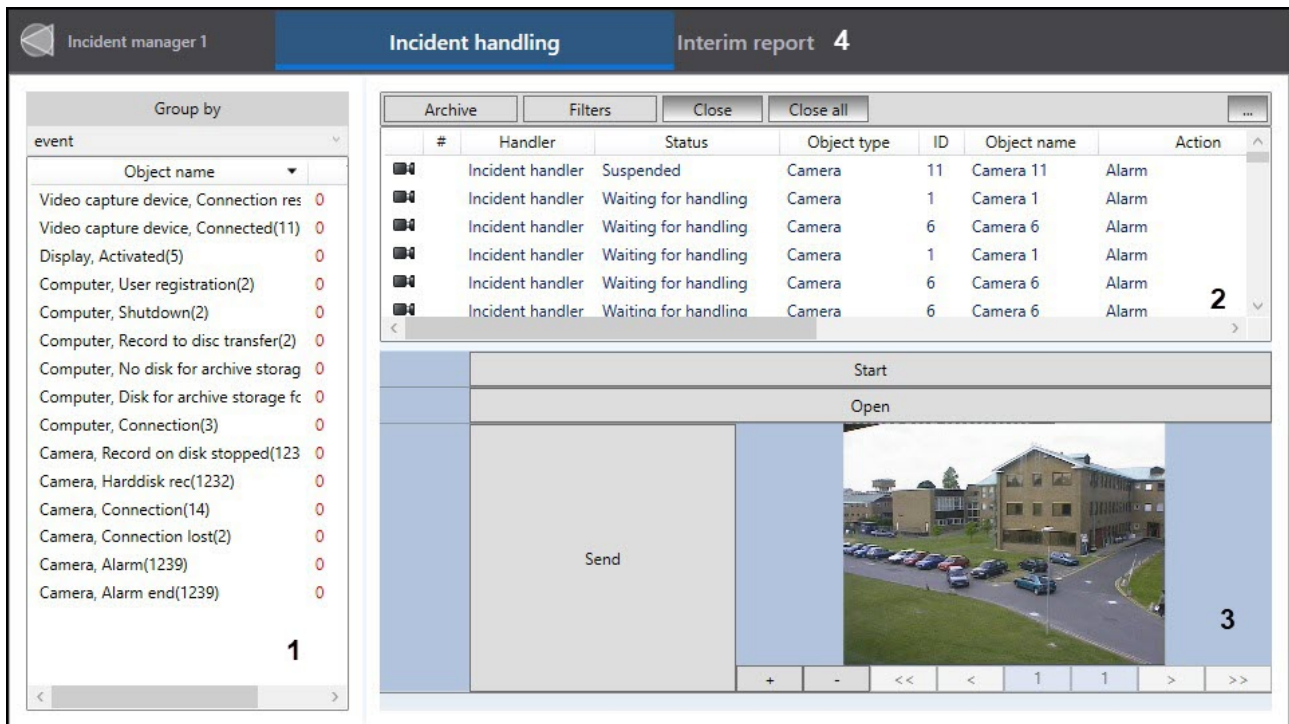 Incident manager 1
Incident handling
Interim report 4
Group by
event
Object name
Video capture device, Connection res 0
Video capture device, Connected(11) 0
Display, Activated(5) 0
Computer, User registration(2) 0
Computer, Shutdown(2) 0
Computer, Record to disc transfer(2) 0
Computer, No disk for archive storag 0
Computer, Disk for archive storage fc 0
Computer, Connection(3) 0
Camera, Record on disk stopped(123 0
Camera, Harddisk rec(1232) 0
Camera, Connection(14) 0
Camera, Connection lost(2) 0
Camera, Alarm(1239) 0
Camera, Alarm end(1239) 0
1
Archive Filters Close Close all ...
# Handler Status Object type ID Object name Action
Incident handler Suspended Camera 11 Camera 11 Alarm
Incident handler Waiting for handling Camera 1 Camera 1 Alarm
Incident handler Waiting for handling Camera 6 Camera 6 Alarm
Incident handler Waiting for handling Camera 1 Camera 1 Alarm
Incident handler Waiting for handling Camera 6 Camera 6 Alarm
Incident handler Waiting for handling Camera 6 Camera 6 Alarm
2
Start
Open
Send
3
+ - << < 1 1 > >>